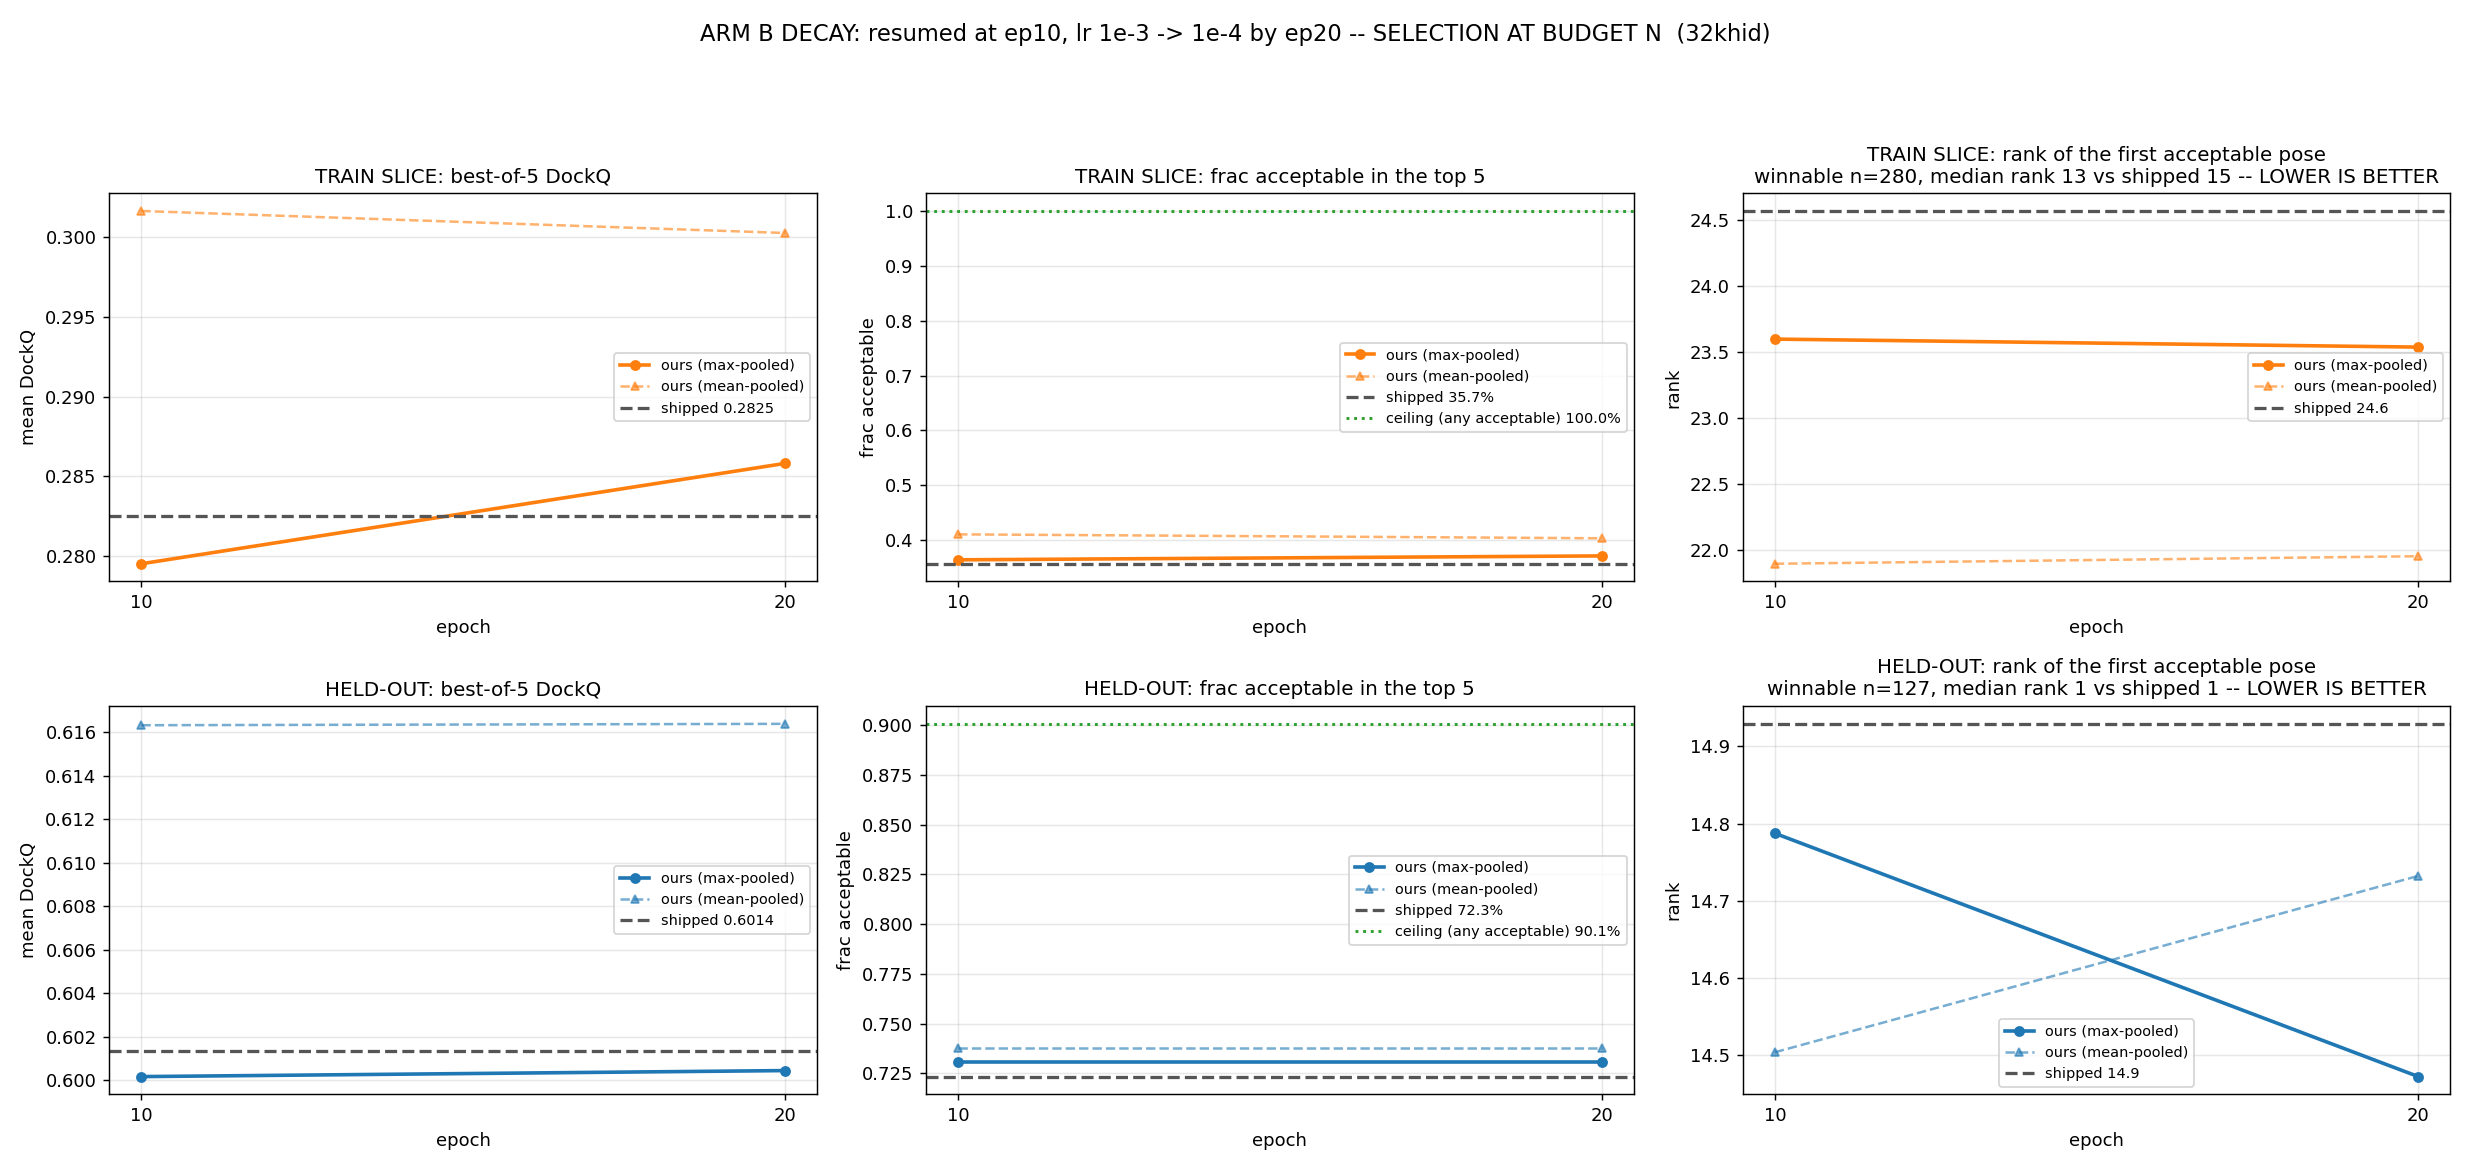 ARM B DECAY: resumed at ep10, lr 1e-3 -> 1e-4 by ep20 -- SELECTION AT BUDGET N  (32khid)
TRAIN SLICE: best-of-5 DockQ
mean DockQ
0.300
0.295
0.290
0.285
0.280
ours (max-pooled)
ours (mean-pooled)
shipped 0.2825
10
20
epoch
TRAIN SLICE: frac acceptable in the top 5
frac acceptable
1.0
0.9
0.8
0.7
0.6
0.5
0.4
ours (max-pooled)
ours (mean-pooled)
shipped 35.7%
ceiling (any acceptable) 100.0%
10
20
epoch
TRAIN SLICE: rank of the first acceptable pose
winnable n=280, median rank 13 vs shipped 15 -- LOWER IS BETTER
rank
24.5
24.0
23.5
23.0
22.5
22.0
ours (max-pooled)
ours (mean-pooled)
shipped 24.6
10
20
epoch
HELD-OUT: best-of-5 DockQ
mean DockQ
0.616
0.614
0.612
0.610
0.608
0.606
0.604
0.602
0.600
ours (max-pooled)
ours (mean-pooled)
shipped 0.6014
10
20
epoch
HELD-OUT: frac acceptable in the top 5
frac acceptable
0.900
0.875
0.850
0.825
0.800
0.775
0.750
0.725
ours (max-pooled)
ours (mean-pooled)
shipped 72.3%
ceiling (any acceptable) 90.1%
10
20
epoch
HELD-OUT: rank of the first acceptable pose
winnable n=127, median rank 1 vs shipped 1 -- LOWER IS BETTER
rank
14.9
14.8
14.7
14.6
14.5
ours (max-pooled)
ours (mean-pooled)
shipped 14.9
10
20
epoch